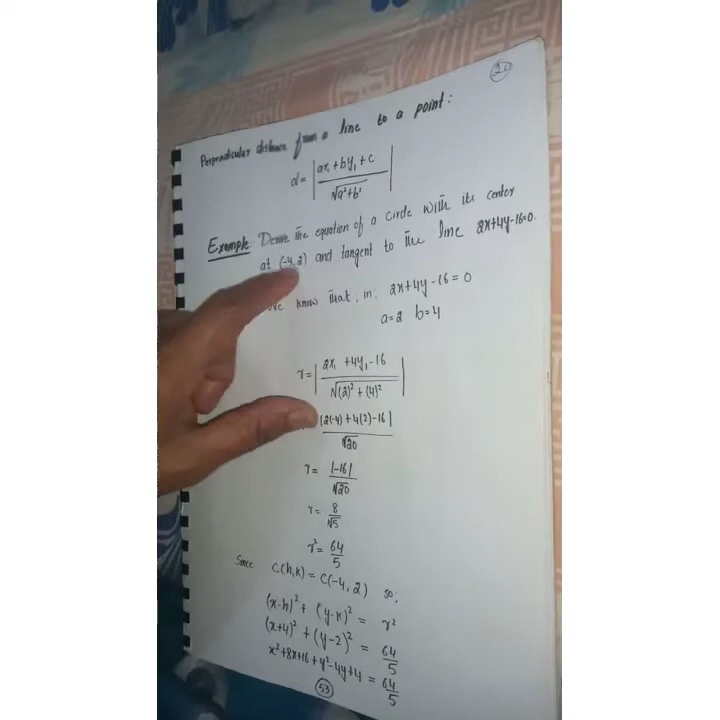 20
Perpendicular distance from a line to a point:
d = |ax₁ + by₁ + c / √a²+b²|
Example: Derive the equation of a circle with its center
at (-4,2) and tangent to the line 2x+4y-16=0.
know that, in: 2x+4y-16=0
a=2 b=4
r = |2x₁ +4y₁-16 / √(2)²+(4)²|
|2(-4)+4(2)-16| / √20
r = |-16| / √20
r = 8/√5
r² = 64/5
Since C(h,k) = C(-4,2) so,
(x-h)² + (y-k)² = r²
(x+4)² + (y-2)² = 64/5
x²+8x+16+y²-4y+4 = 64/5
53